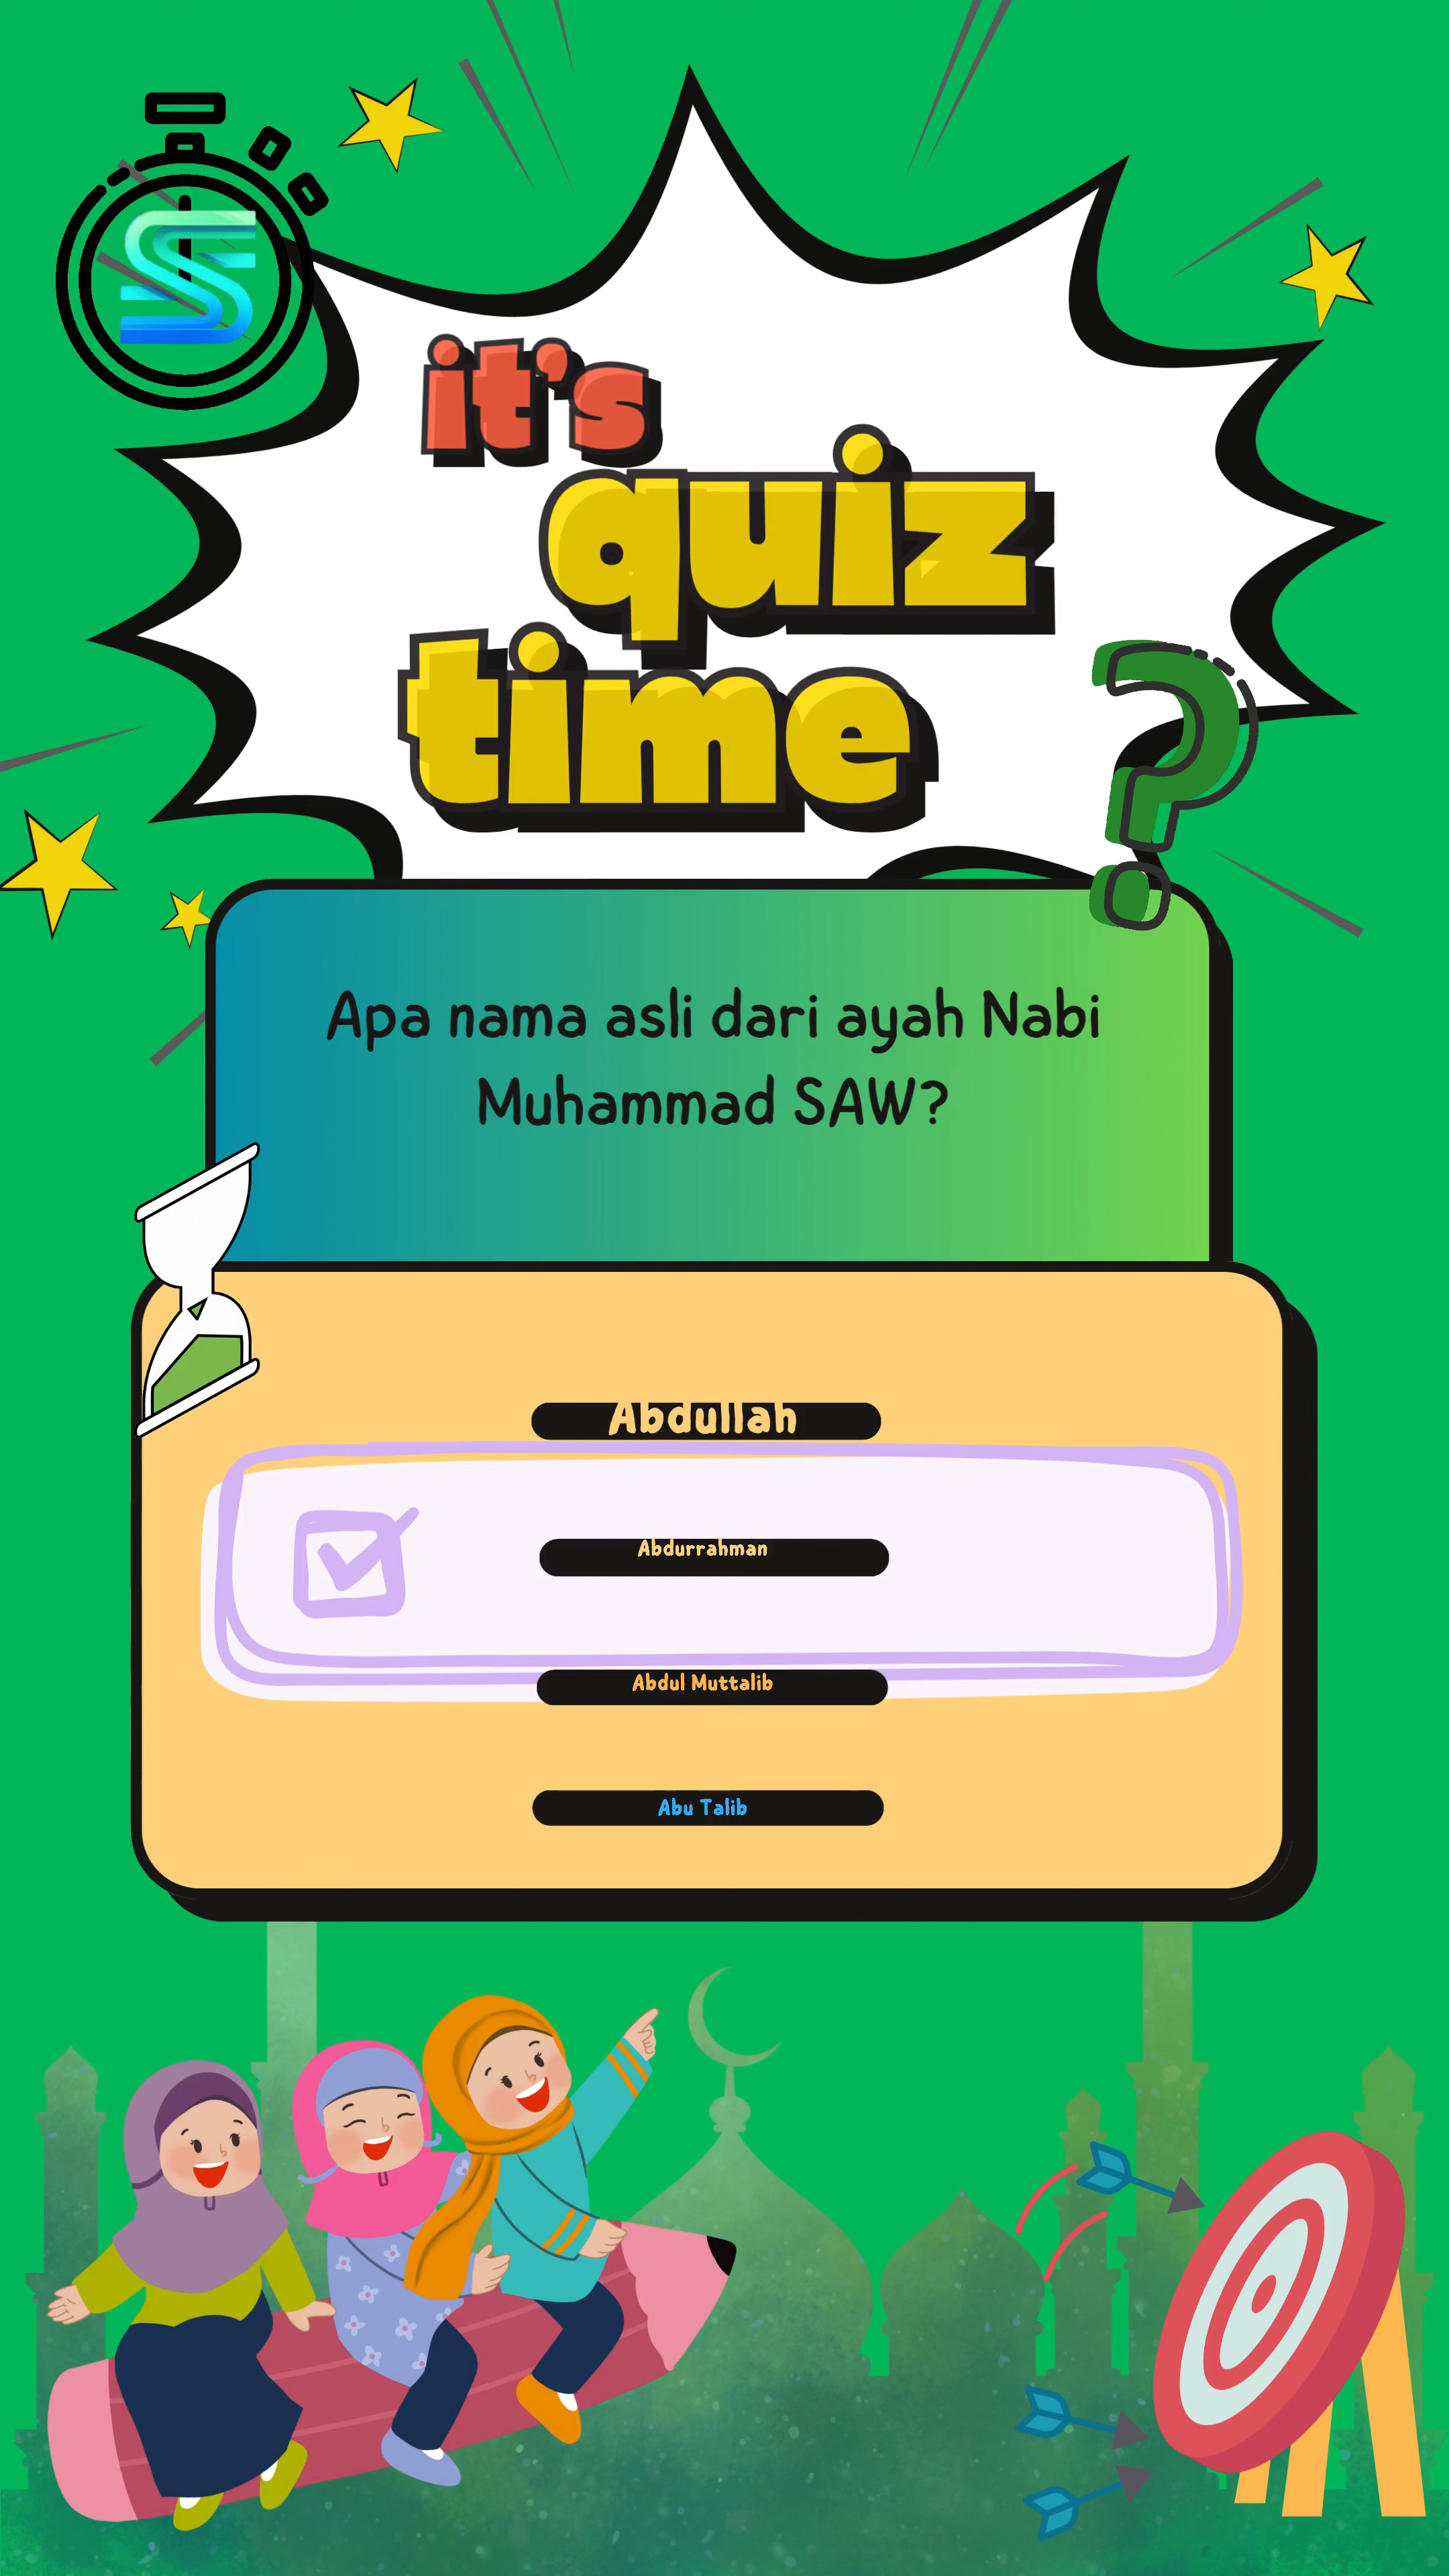 it's
quiz
time
?
Apa nama asli dari ayah Nabi
Muhammad SAW?
Abdullah
Abdurrahman
Abdul Muttalib
Abu Talib